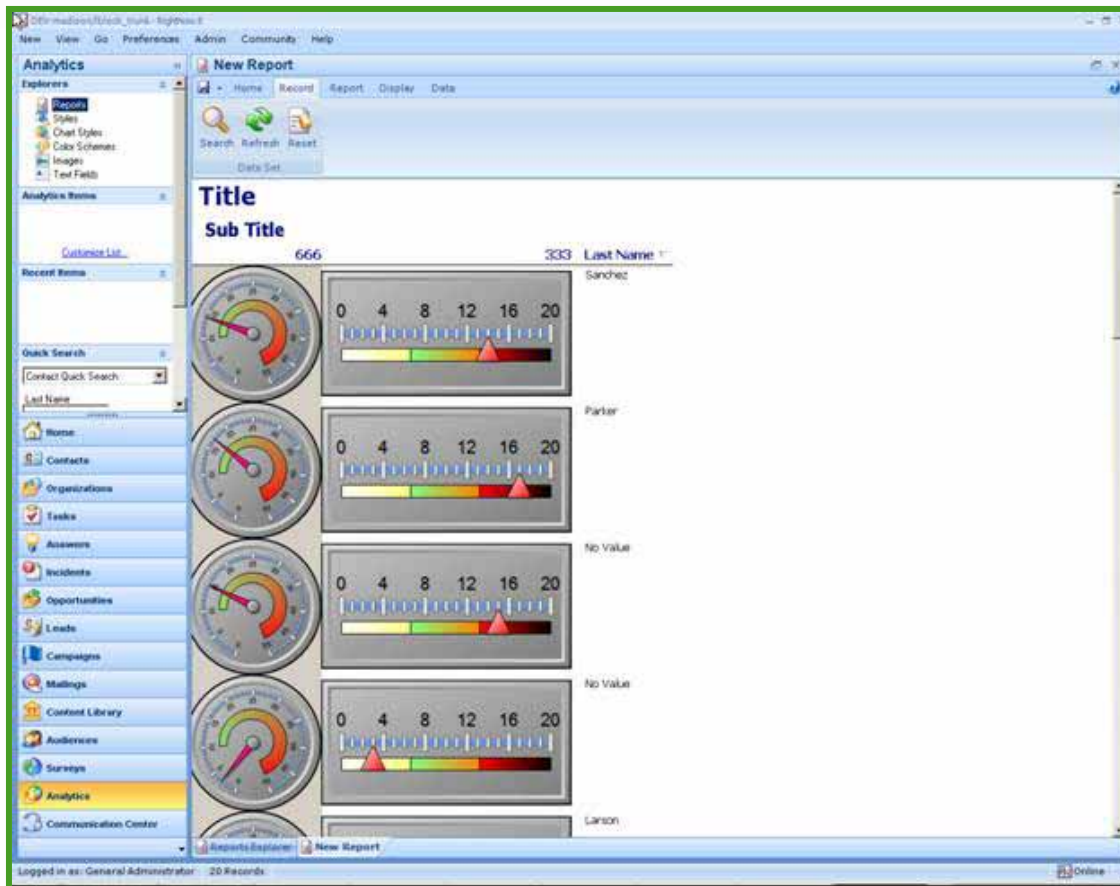 New View Go Preferences Admin Community Help
Analytics
New Report
Explorers
Home Record Report Display Data
Reports
Styles
Chart Styles
Color Schemes
Images
Text Fields
Search Refresh Reset
Data Set
Analytics Items
Customize List...
Recent Items
Quick Search
Contact Quick Search
Last Name
Home
Contacts
Organizations
Tasks
Answers
Incidents
Opportunities
Leads
Campaigns
Mailings
Content Library
Audiences
Surveys
Analytics
Communication Center
Title
Sub Title
666 333 Last Name
0 4 8 12 16 20
Sanchez
0 4 8 12 16 20
Parker
0 4 8 12 16 20
No Value
0 4 8 12 16 20
No Value
Larson
Reports Explorer New Report
Logged in as: General Administrator 20 Records Online